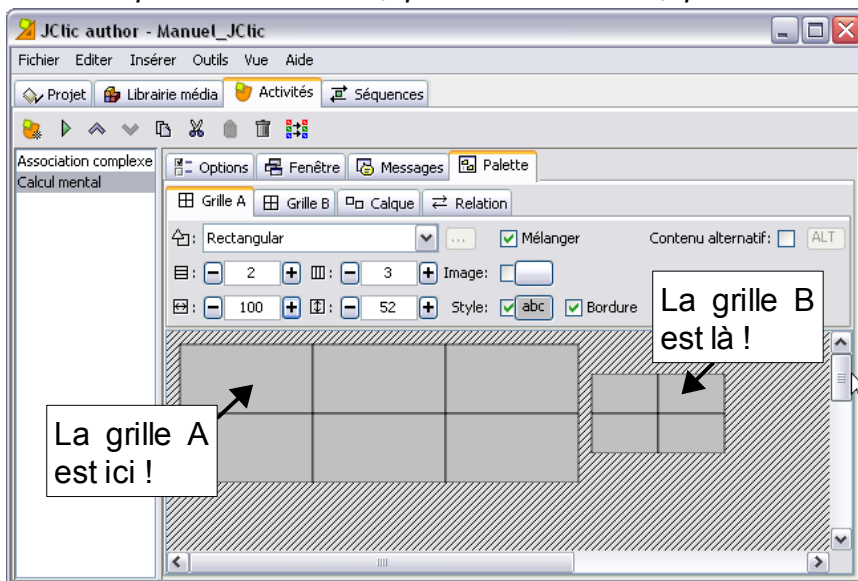 JClic author - Manuel_JClic
Fichier Editer Insérer Outils Vue Aide
Projet Librairie média Activités Séquences
Association complexe
Calcul mental
Options Fenêtre Messages Palette
Grille A Grille B Calque Relation
: Rectangular ... Mélanger Contenu alternatif: ALT
: 2 : 3 Image:
: 100 : 52 Style: abc Bordure
La grille B
est là !
La grille A
est ici !